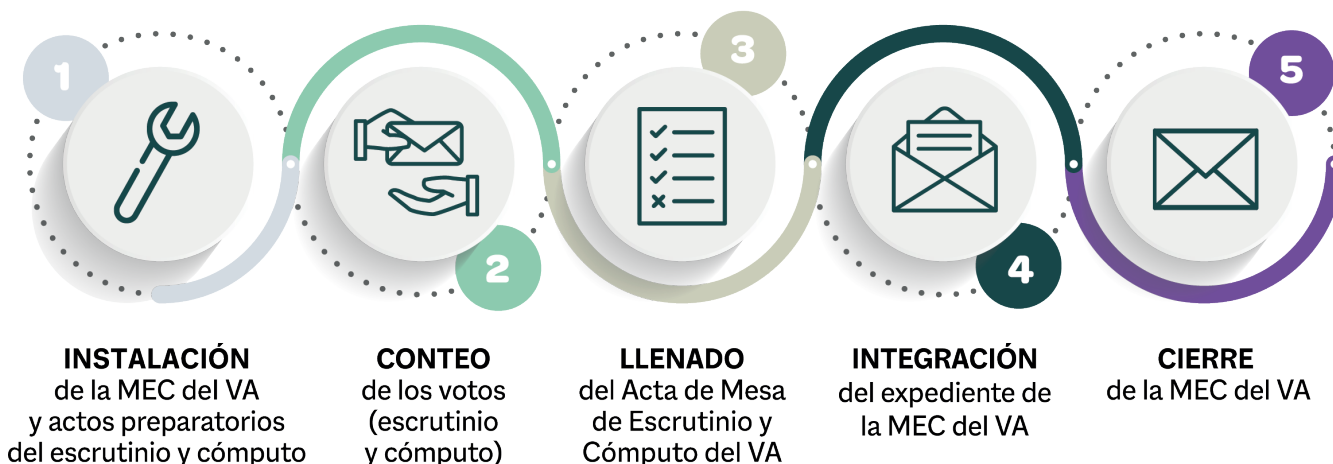 1
INSTALACIÓN
de la MEC del VA
y actos preparatorios
del escrutinio y cómputo
2
CONTEO
de los votos
(escrutinio
y cómputo)
3
LLENADO
del Acta de Mesa
de Escrutinio y
Cómputo del VA
4
INTEGRACIÓN
del expediente de
la MEC del VA
5
CIERRE
de la MEC del VA